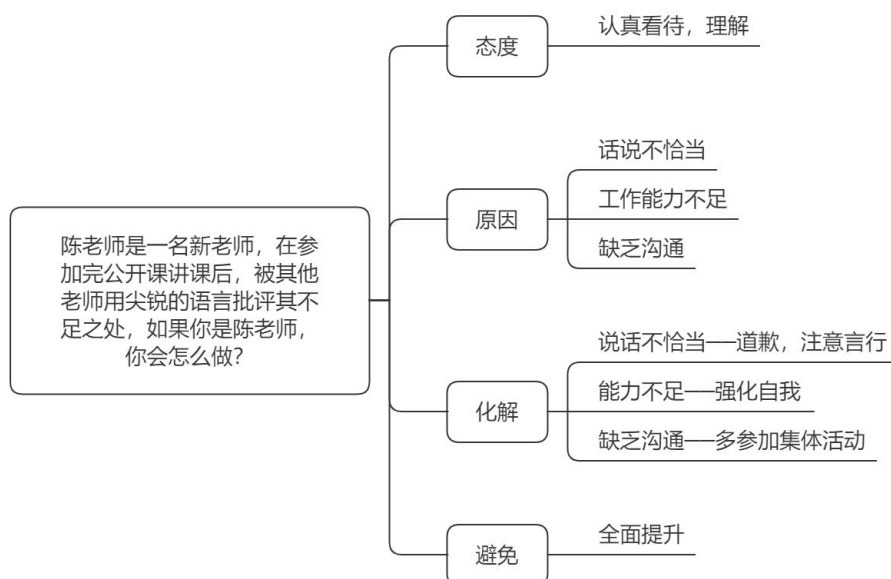 陈老师是一名新老师，在参
加完公开课讲课后，被其他
老师用尖锐的语言批评其不
足之处，如果你是陈老师，
你会怎么做？
态度
认真看待，理解
原因
话说不恰当
工作能力不足
缺乏沟通
化解
说话不恰当——道歉，注意言行
能力不足——强化自我
缺乏沟通——多参加集体活动
避免
全面提升